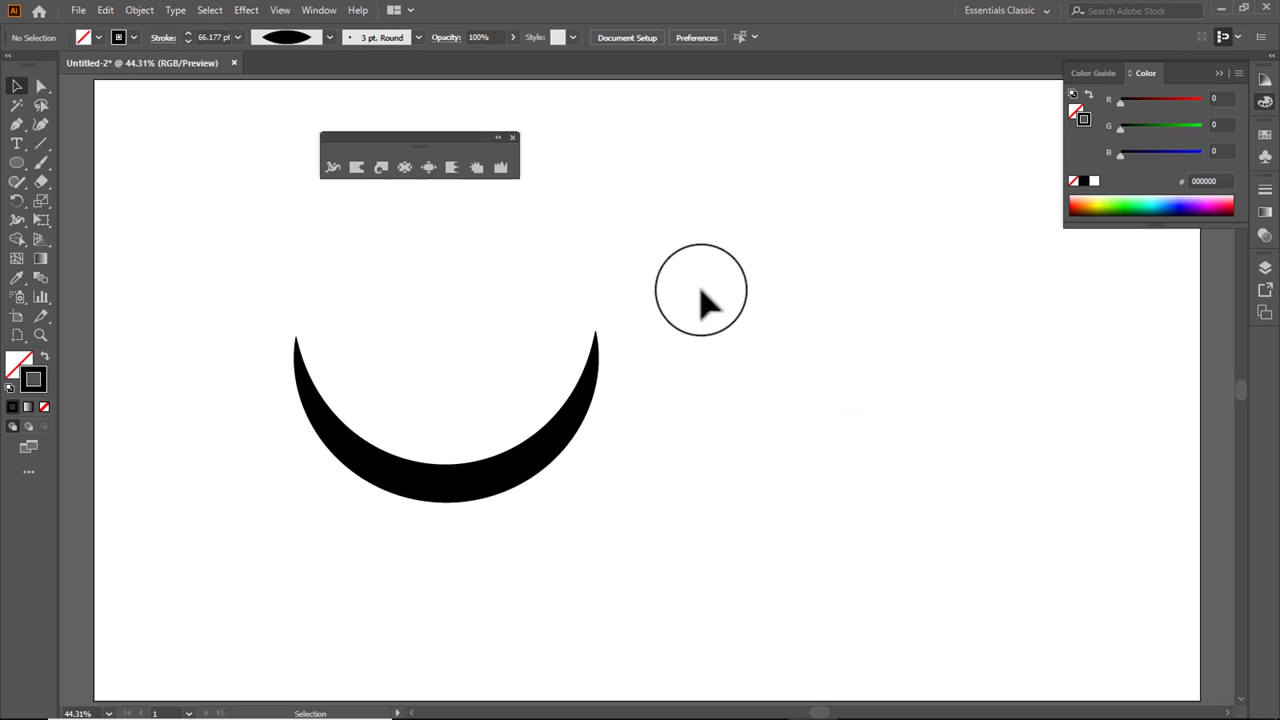 Ai File Edit Object Type Select Effect View Window Help Essentials Classic Search Adobe Stock
No Selection Stroke: 66.177 pt 3 pt. Round Opacity: 100% Style: Document Setup Preferences
Untitled-2* @ 44.31% (RGB/Preview)
Color Guide Color
R 0
G 0
B 0
# 000000
44.31% 1 Selection